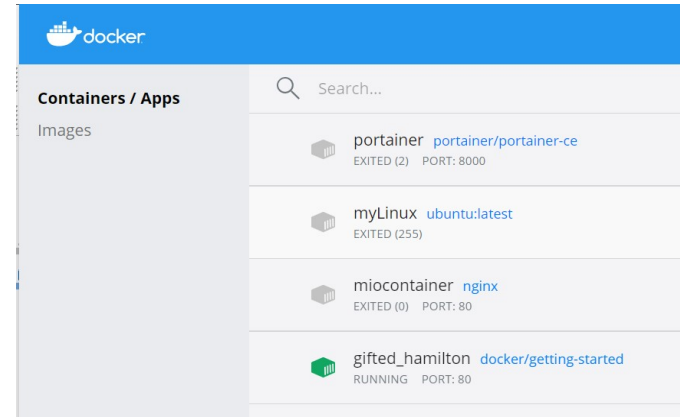 docker
Containers / Apps
Images
Search...
portainer portainer/portainer-ce
EXITED (2) PORT: 8000
myLinux ubuntu:latest
EXITED (255)
miocontainer nginx
EXITED (0) PORT: 80
gifted_hamilton docker/getting-started
RUNNING PORT: 80